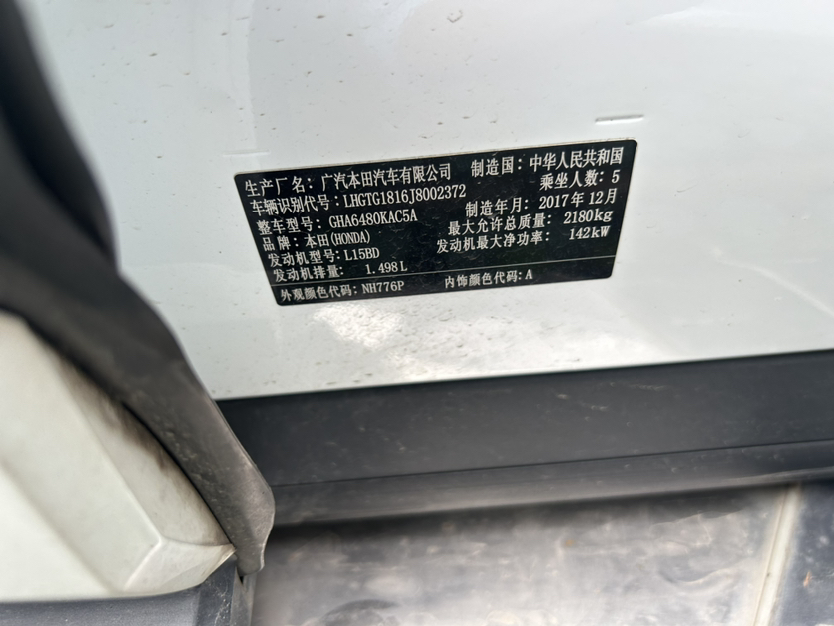 生产厂名：广汽本田汽车有限公司 制造国：中华人民共和国
车辆识别代号：LHGTG1816J8002372 乘坐人数：5
整车型号：GHA6480KAC5A 制造年月：2017年12月
品牌：本田(HONDA) 最大允许总质量：2180kg
发动机型号：L15BD 发动机最大净功率：142kW
发动机排量：1.498L
外观颜色代码：NH776P 内饰颜色代码：A